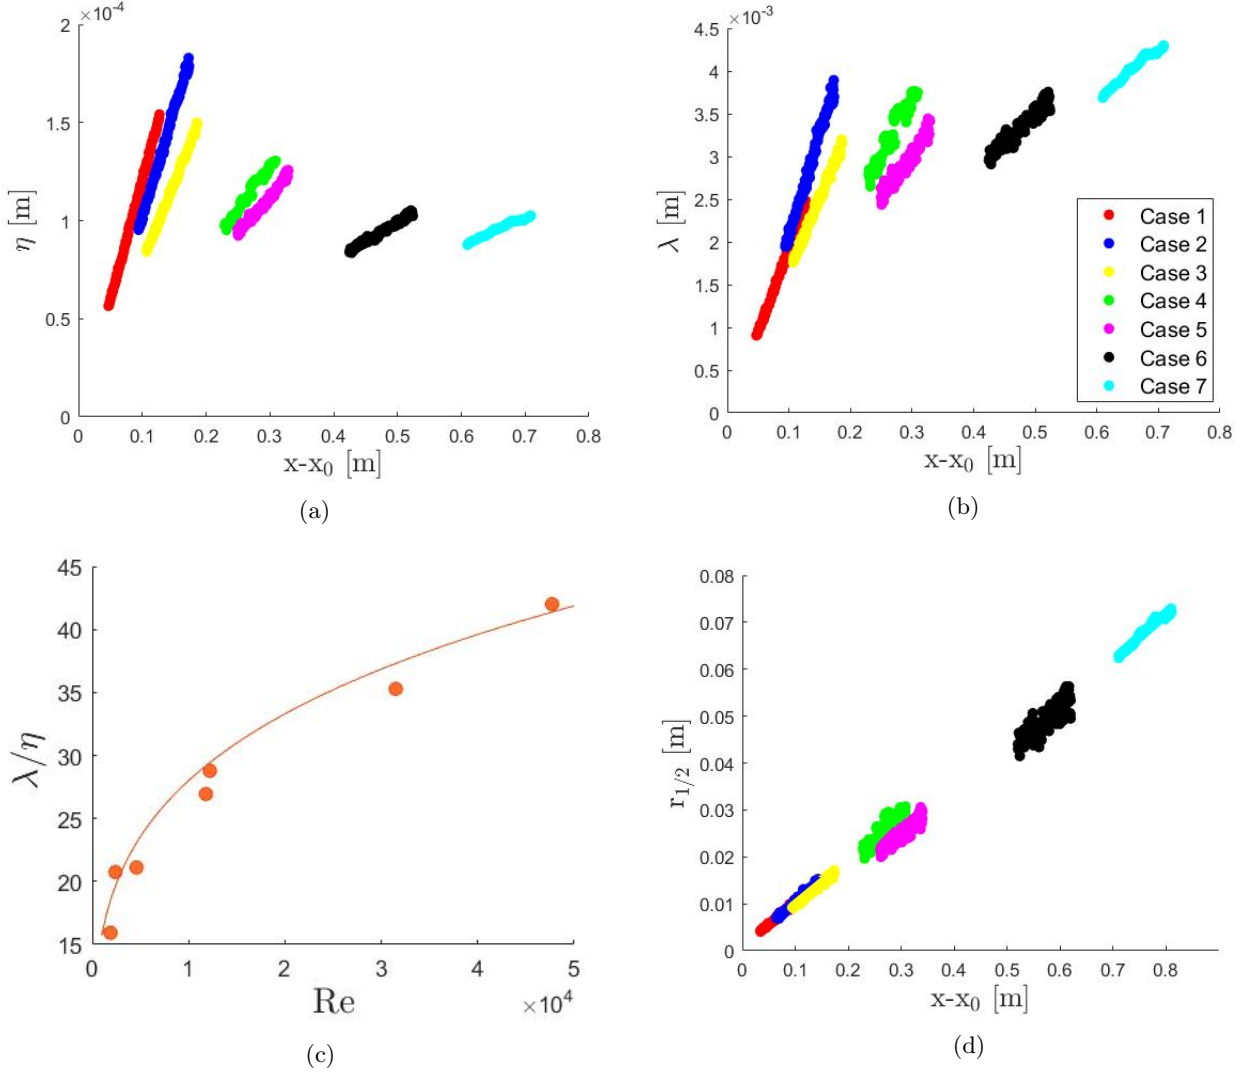 ×10⁻⁴
2
1.5
1
0.5
0
η [m]
0 0.1 0.2 0.3 0.4 0.5 0.6 0.7 0.8
x-x₀ [m]
(a)
×10⁻³
4.5
4
3.5
3
2.5
2
1.5
1
0.5
0
λ [m]
Case 1
Case 2
Case 3
Case 4
Case 5
Case 6
Case 7
0 0.1 0.2 0.3 0.4 0.5 0.6 0.7 0.8
x-x₀ [m]
(b)
45
40
35
30
25
20
15
λ/η
0 1 2 3 4 5
Re
×10⁴
(c)
0.08
0.07
0.06
0.05
0.04
0.03
0.02
0.01
0
r₁/₂ [m]
0 0.1 0.2 0.3 0.4 0.5 0.6 0.7 0.8
x-x₀ [m]
(d)